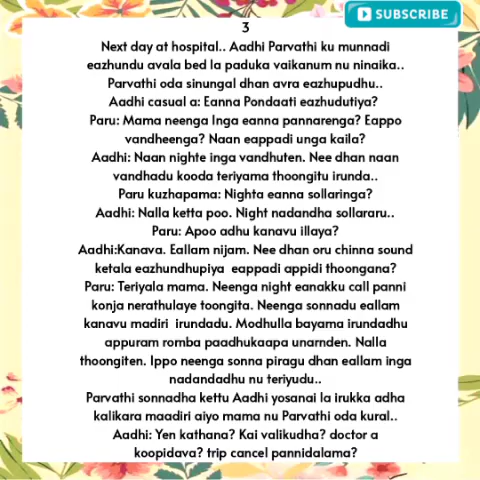 SUBSCRIBE
3
Next day at hospital.. Aadhi Parvathi ku munnadi
eazhundu avala bed la paduka vaikanum nu ninaika..
Parvathi oda sinungal dhan avra eazhupudhu..
Aadhi casual a: Eanna Pondaati eazhudutiya?
Paru: Mama neenga Inga eanna pannarenga? Eappo
vandheenga? Naan eappadi unga kaila?
Aadhi: Naan nighte inga vandhuten. Nee dhan naan
vandhadu kooda teriyama thoongitu irunda..
Paru kuzhapama: Nighta eanna sollaringa?
Aadhi: Nalla ketta poo. Night nadandha sollararu..
Paru: Apoo adhu kanavu illaya?
Aadhi:Kanava. Eallam nijam. Nee dhan oru chinna sound
ketala eazhundhupiya eappadi appidi thoongana?
Paru: Teriyala mama. Neenga night eanakku call panni
konja nerathulaye toongita. Neenga sonnadu eallam
kanavu madiri irundadu. Modhulla bayama irundadhu
appuram romba paadhukaapa unarnden. Nalla
thoongiten. Ippo neenga sonna piragu dhan eallam inga
nadandadhu nu teriyudu..
Parvathi sonnadha kettu Aadhi yosanai la irukka adha
kalikara maadiri aiyo mama nu Parvathi oda kural..
Aadhi: Yen kathana? Kai valikudha? doctor a
koopidava? trip cancel pannidalama?